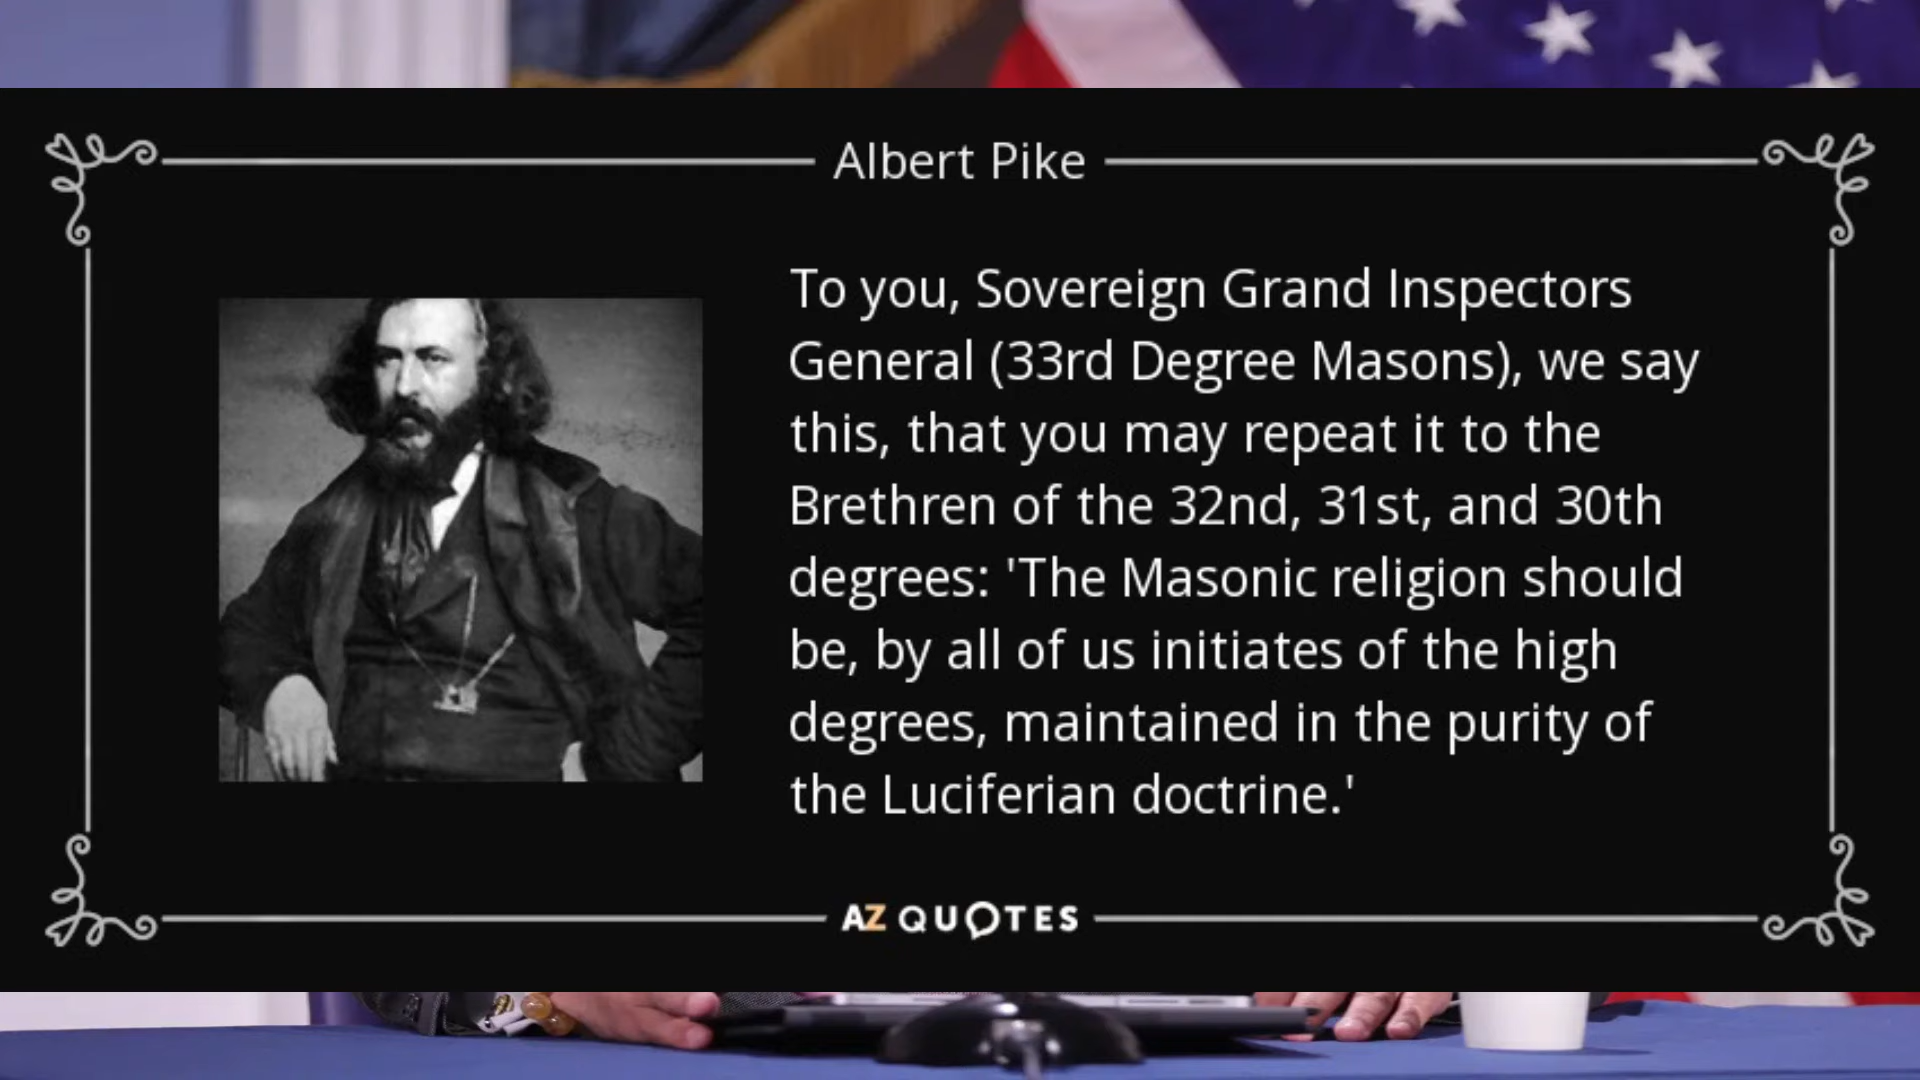 Albert Pike
To you, Sovereign Grand Inspectors
General (33rd Degree Masons), we say
this, that you may repeat it to the
Brethren of the 32nd, 31st, and 30th
degrees: 'The Masonic religion should
be, by all of us initiates of the high
degrees, maintained in the purity of
the Luciferian doctrine.'
AZ QUOTES